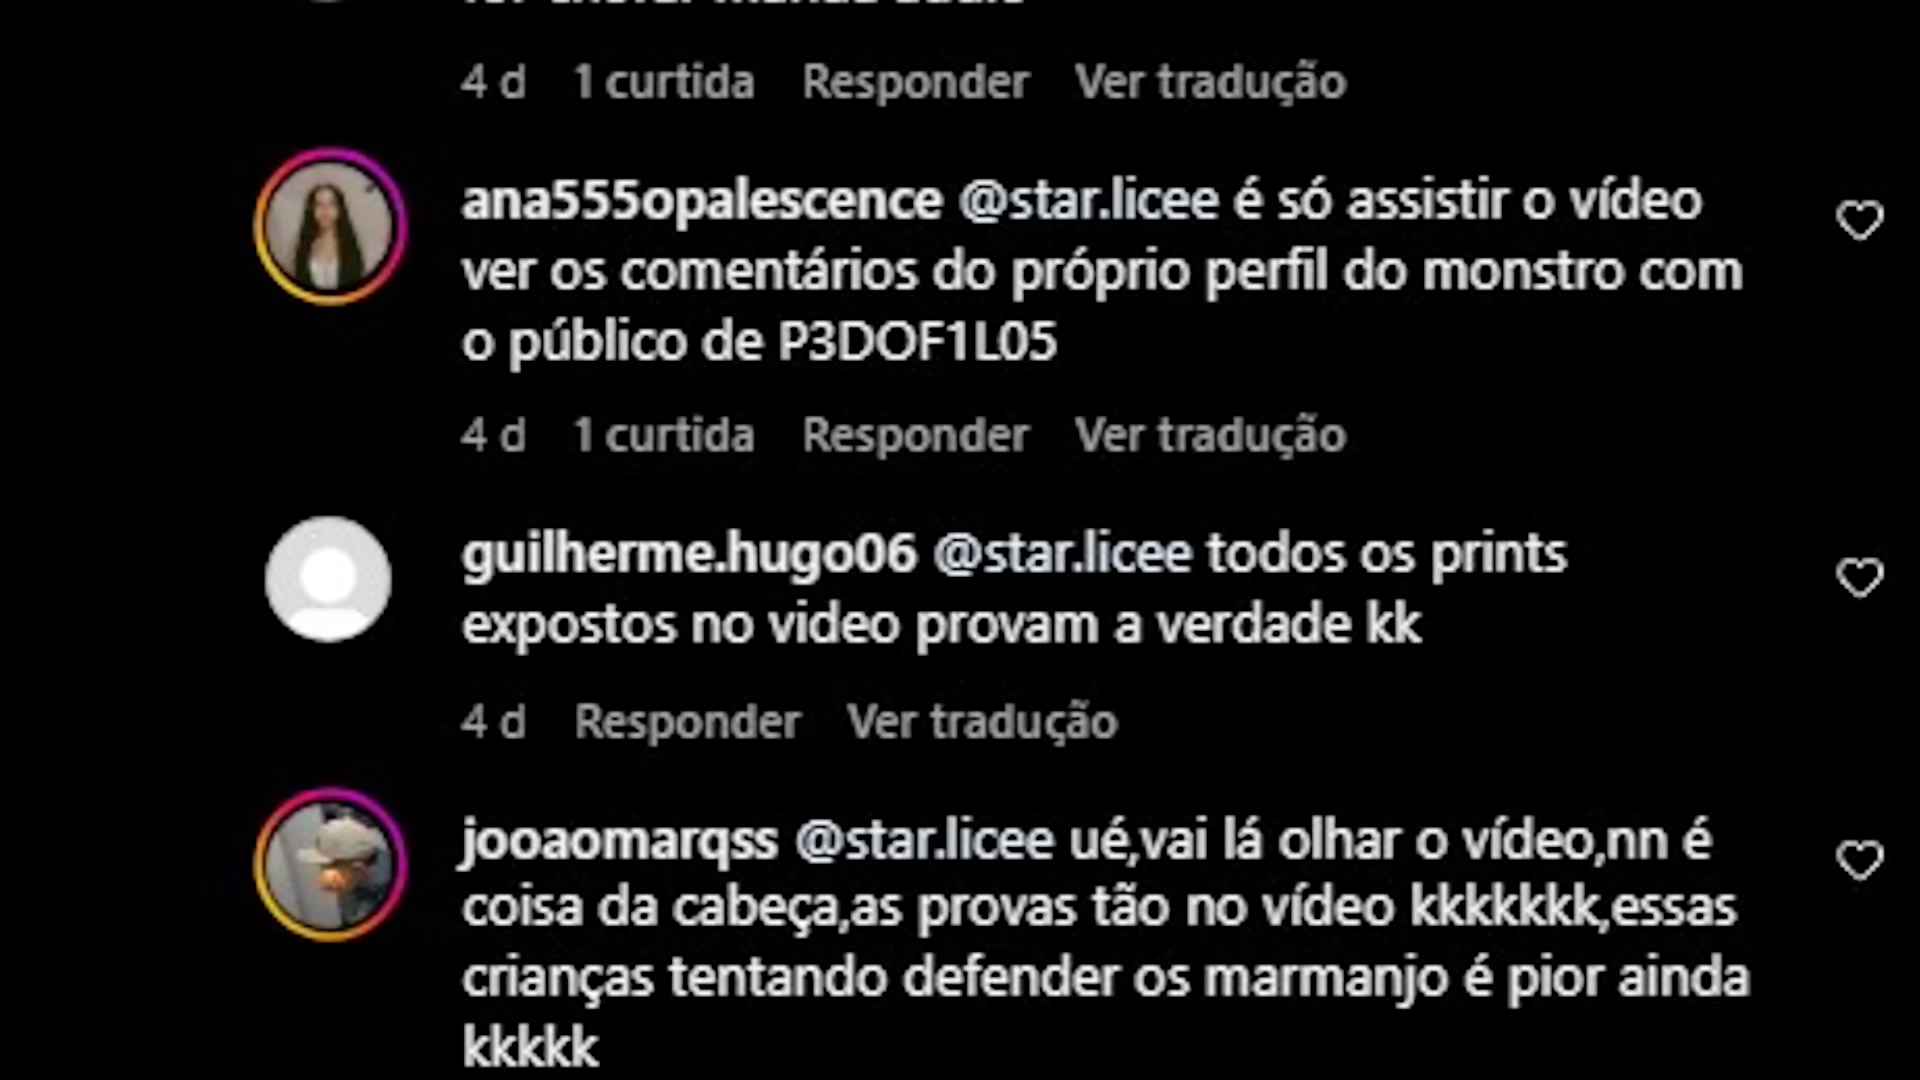 4 d 1 curtida Responder Ver tradução
ana555opalescence @star.licee é só assistir o vídeo
ver os comentários do próprio perfil do monstro com
o público de P3DOF1L05
4 d 1 curtida Responder Ver tradução
guilherme.hugo06 @star.licee todos os prints
expostos no video provam a verdade kk
4 d Responder Ver tradução
jooaomarqss @star.licee ué,vai lá olhar o vídeo,nn é
coisa da cabeça,as provas tão no vídeo kkkkkkk,essas
crianças tentando defender os marmanjo é pior ainda
kkkkk